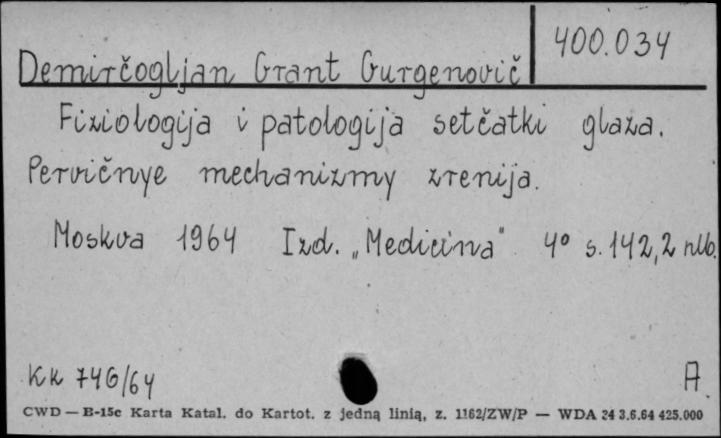 400.034
Demirčogljan Grant Gurgenovič
Fiziologija i patologija setčatki glaza.
Pervičnye mechanizmy zrenija.
Moskva 1964 Izd. „Medicina" 4° s. 142, 2 nlb.
KK 746/64 A
CWD — B-15c Karta Katal. do Kartot. z jedną linią, z. 1162/ZW/P — WDA 24 3.6.64 425.000